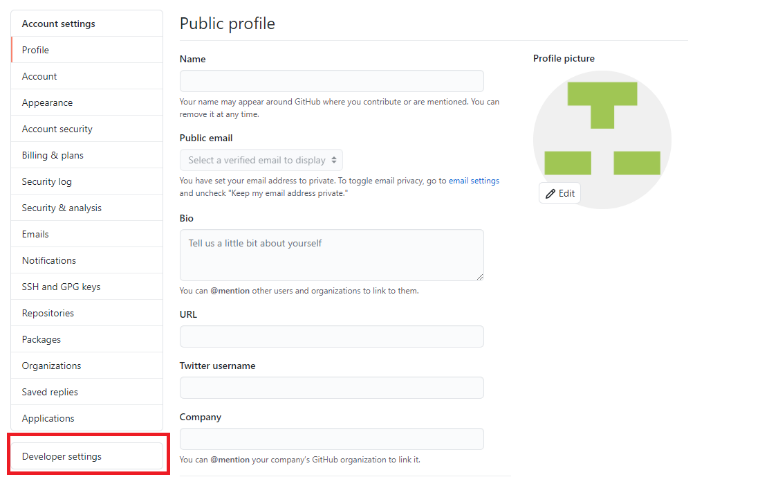 Account settings
Profile
Account
Appearance
Account security
Billing & plans
Security log
Security & analysis
Emails
Notifications
SSH and GPG keys
Repositories
Packages
Organizations
Saved replies
Applications
Developer settings
Public profile
Name
Your name may appear around GitHub where you contribute or are mentioned. You can
remove it at any time.
Public email
Select a verified email to display
You have set your email address to private. To toggle email privacy, go to email settings
and uncheck "Keep my email address private."
Bio
Tell us a little bit about yourself
You can @mention other users and organizations to link to them.
URL
Twitter username
Company
You can @mention your company's GitHub organization to link it.
Profile picture
Edit